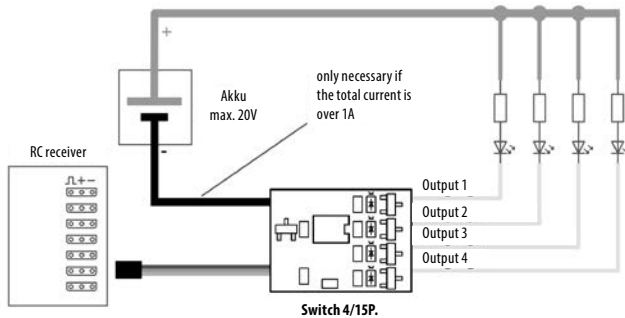 +
only necessary if
the total current is
over 1A
Akku
max. 20V
-
RC receiver
+-
Output 1
Output 2
Output 3
Output 4
Switch 4/15P.